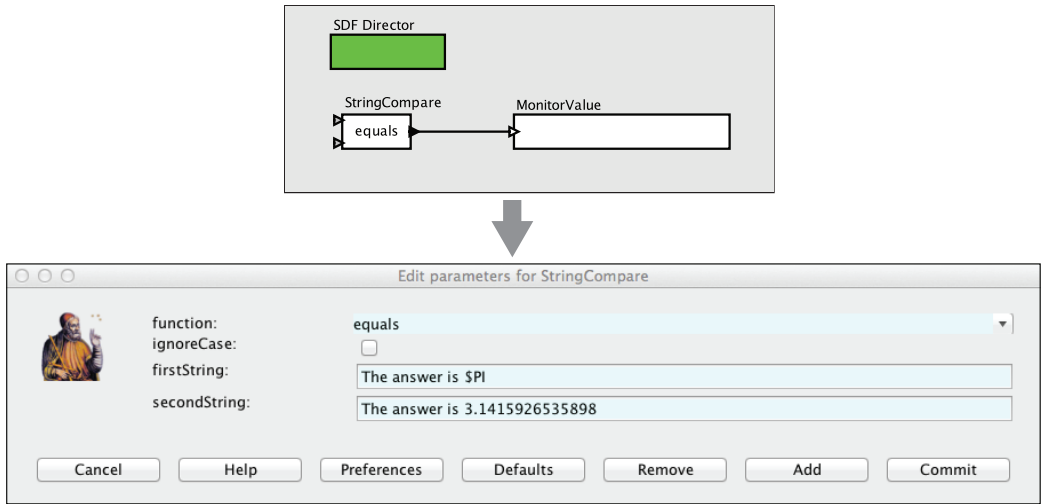 SDF Director
StringCompare
MonitorValue
equals
Edit parameters for StringCompare
function:
equals
ignoreCase:
firstString:
The answer is $PI
secondString:
The answer is 3.1415926535898
Cancel
Help
Preferences
Defaults
Remove
Add
Commit